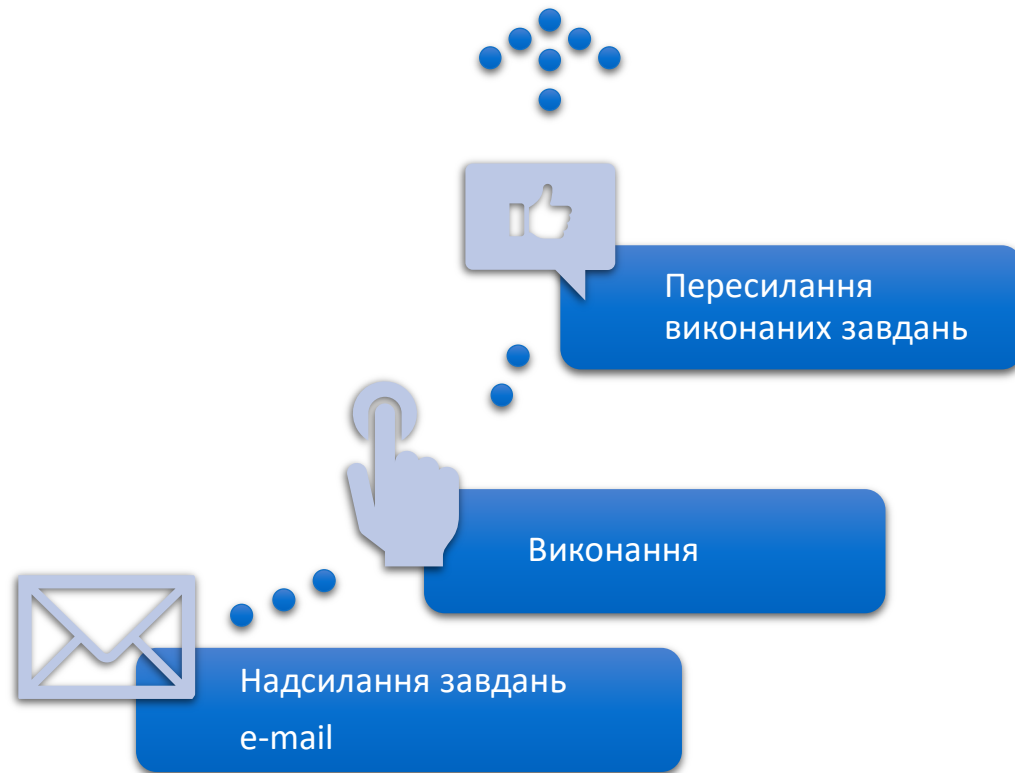 Пересилання
виконаних завдань
Виконання
Надсилання завдань
e-mail